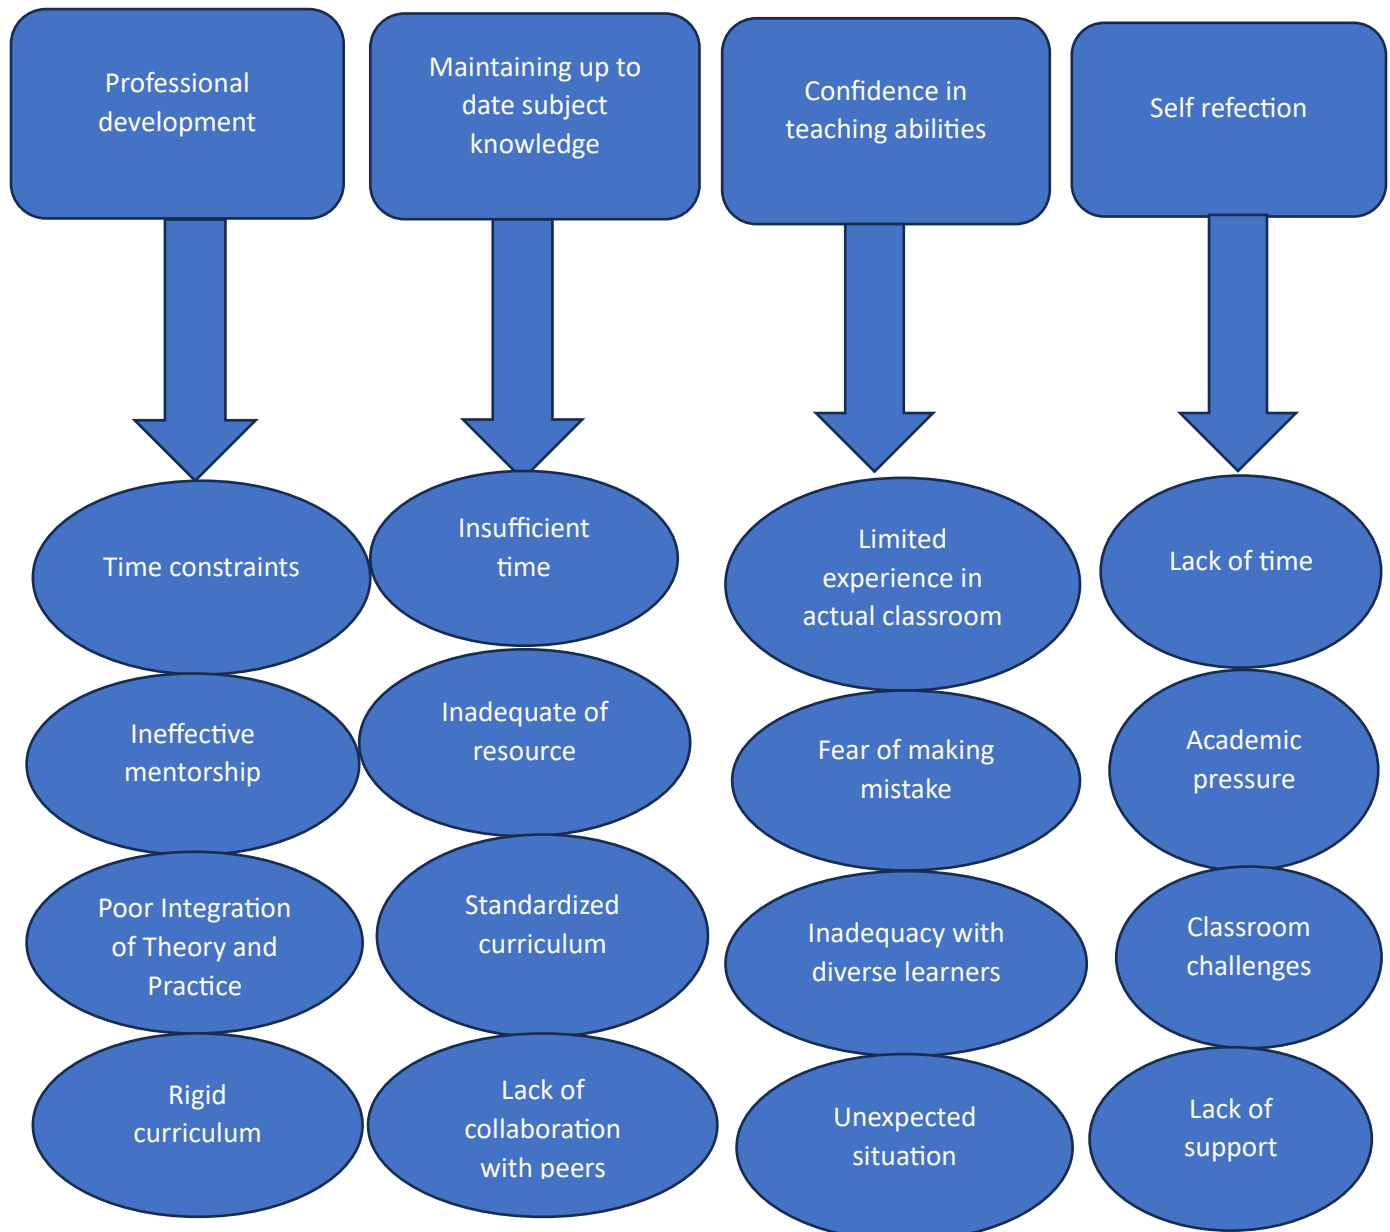 Professional
development
Maintaining up to
date subject
knowledge
Confidence in
teaching abilities
Self refection
Time constraints
Ineffective
mentorship
Poor Integration
of Theory and
Practice
Rigid
curriculum
Insufficient
time
Inadequate of
resource
Standardized
curriculum
Lack of
collaboration
with peers
Limited
experience in
actual classroom
Fear of making
mistake
Inadequacy with
diverse learners
Unexpected
situation
Lack of time
Academic
pressure
Classroom
challenges
Lack of
support